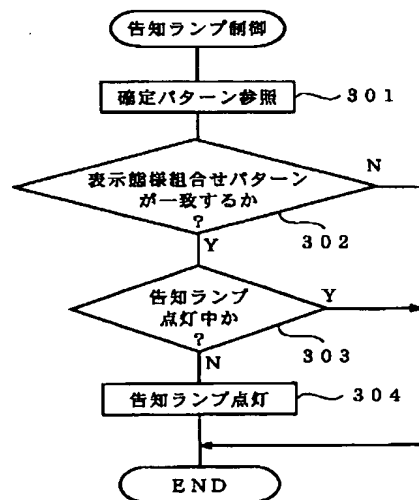 告知ランプ制御
確定パターン参照
301
表示態様組合せパターン
が一致するか
?
N
302
Y
告知ランプ
点灯中か
?
Y
303
N
告知ランプ点灯
304
END